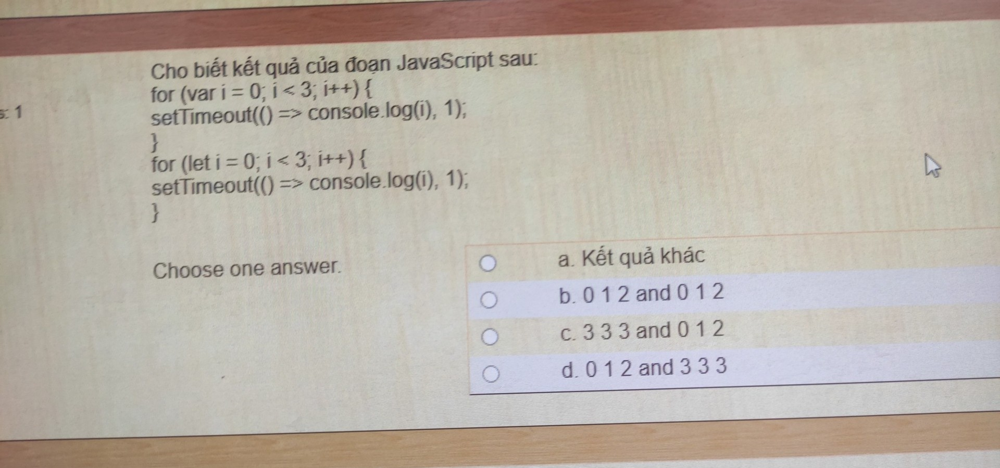 Cho biết kết quả của đoạn JavaScript sau:
for (var i = 0; i < 3; i++) {
s: 1
setTimeout(() => console.log(i), 1);
}
for (let i = 0; i < 3; i++) {
setTimeout(() => console.log(i), 1);
}
Choose one answer.
a. Kết quả khác
b. 0 1 2 and 0 1 2
c. 3 3 3 and 0 1 2
d. 0 1 2 and 3 3 3